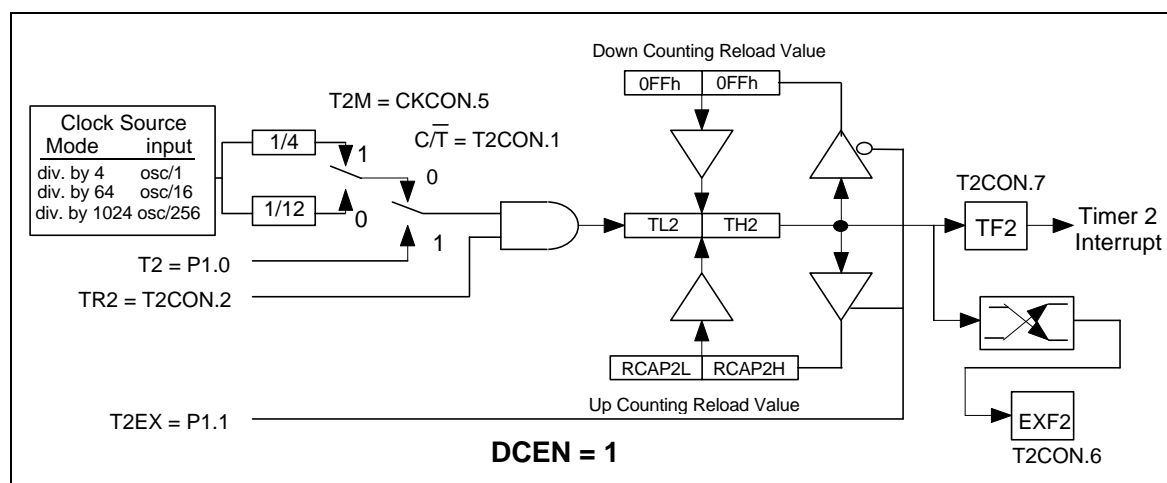 Down Counting Reload Value
0FFh 0FFh
T2M = CKCON.5
C/T̅ = T2CON.1
Clock Source
Mode input
div. by 4 osc/1
div. by 64 osc/16
div. by 1024 osc/256
1/4
1
0
1/12
0
1
TL2 TH2
T2CON.7
TF2
Timer 2
Interrupt
T2 = P1.0
TR2 = T2CON.2
RCAP2L RCAP2H
Up Counting Reload Value
T2EX = P1.1
EXF2
T2CON.6
DCEN = 1